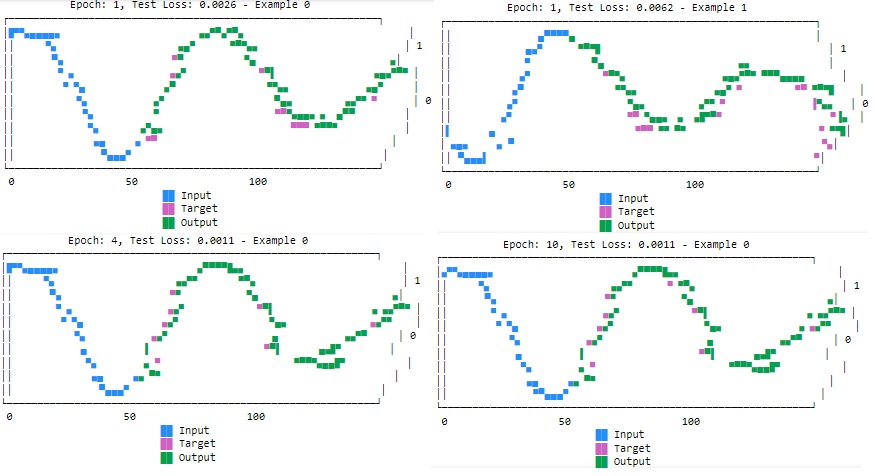 Epoch: 1, Test Loss: 0.0026 - Example 0
1
0
0 50 100
Input
Target
Output
Epoch: 1, Test Loss: 0.0062 - Example 1
1
0
0 50 100
Input
Target
Output
Epoch: 4, Test Loss: 0.0011 - Example 0
1
0
0 50 100
Input
Target
Output
Epoch: 10, Test Loss: 0.0011 - Example 0
1
0
0 50 100
Input
Target
Output